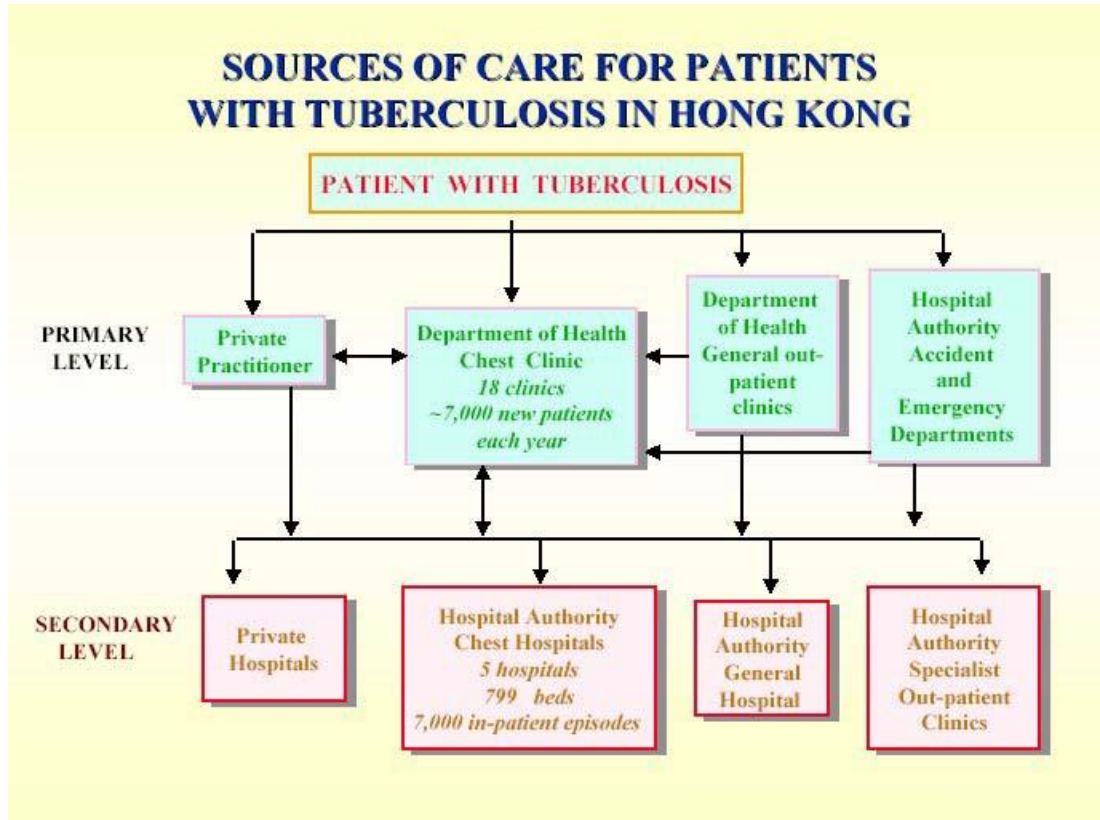 SOURCES OF CARE FOR PATIENTS
WITH TUBERCULOSIS IN HONG KONG
PATIENT WITH TUBERCULOSIS
PRIMARY
LEVEL
Private
Practitioner
Department of Health
Chest Clinic
18 clinics
~7,000 new patients
each year
Department
of Health
General out-
patient
clinics
Hospital
Authority
Accident
and
Emergency
Departments
SECONDARY
LEVEL
Private
Hospitals
Hospital Authority
Chest Hospitals
5 hospitals
799 beds
7,000 in-patient episodes
Hospital
Authority
General
Hospital
Hospital
Authority
Specialist
Out-patient
Clinics